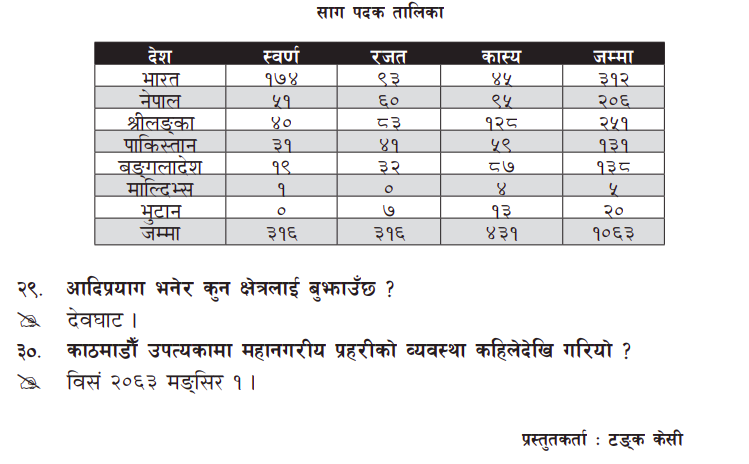 साग पदक तालिका
देश स्वर्ण रजत कास्य जम्मा
भारत १७४ ९३ ४५ ३१२
नेपाल ५१ ६० ९५ २०६
श्रीलङ्का ४० ८३ १२८ २५१
पाकिस्तान ३१ ४१ ५९ १३१
बङ्गलादेश १९ ३२ ८७ १३८
माल्दिभ्स १ ० ४ ५
भुटान ० ७ १३ २०
जम्मा ३१६ ३१६ ४३१ १०६३
२९. आदिप्रयाग भनेर कुन क्षेत्रलाई बुझाउँछ ?
देवघाट ।
३०. काठमाडौँ उपत्यकामा महानगरीय प्रहरीको व्यवस्था कहिलेदेखि गरियो ?
विसं २०६३ मङ्सिर १ ।
प्रस्तुतकर्ता : टङ्क केसी